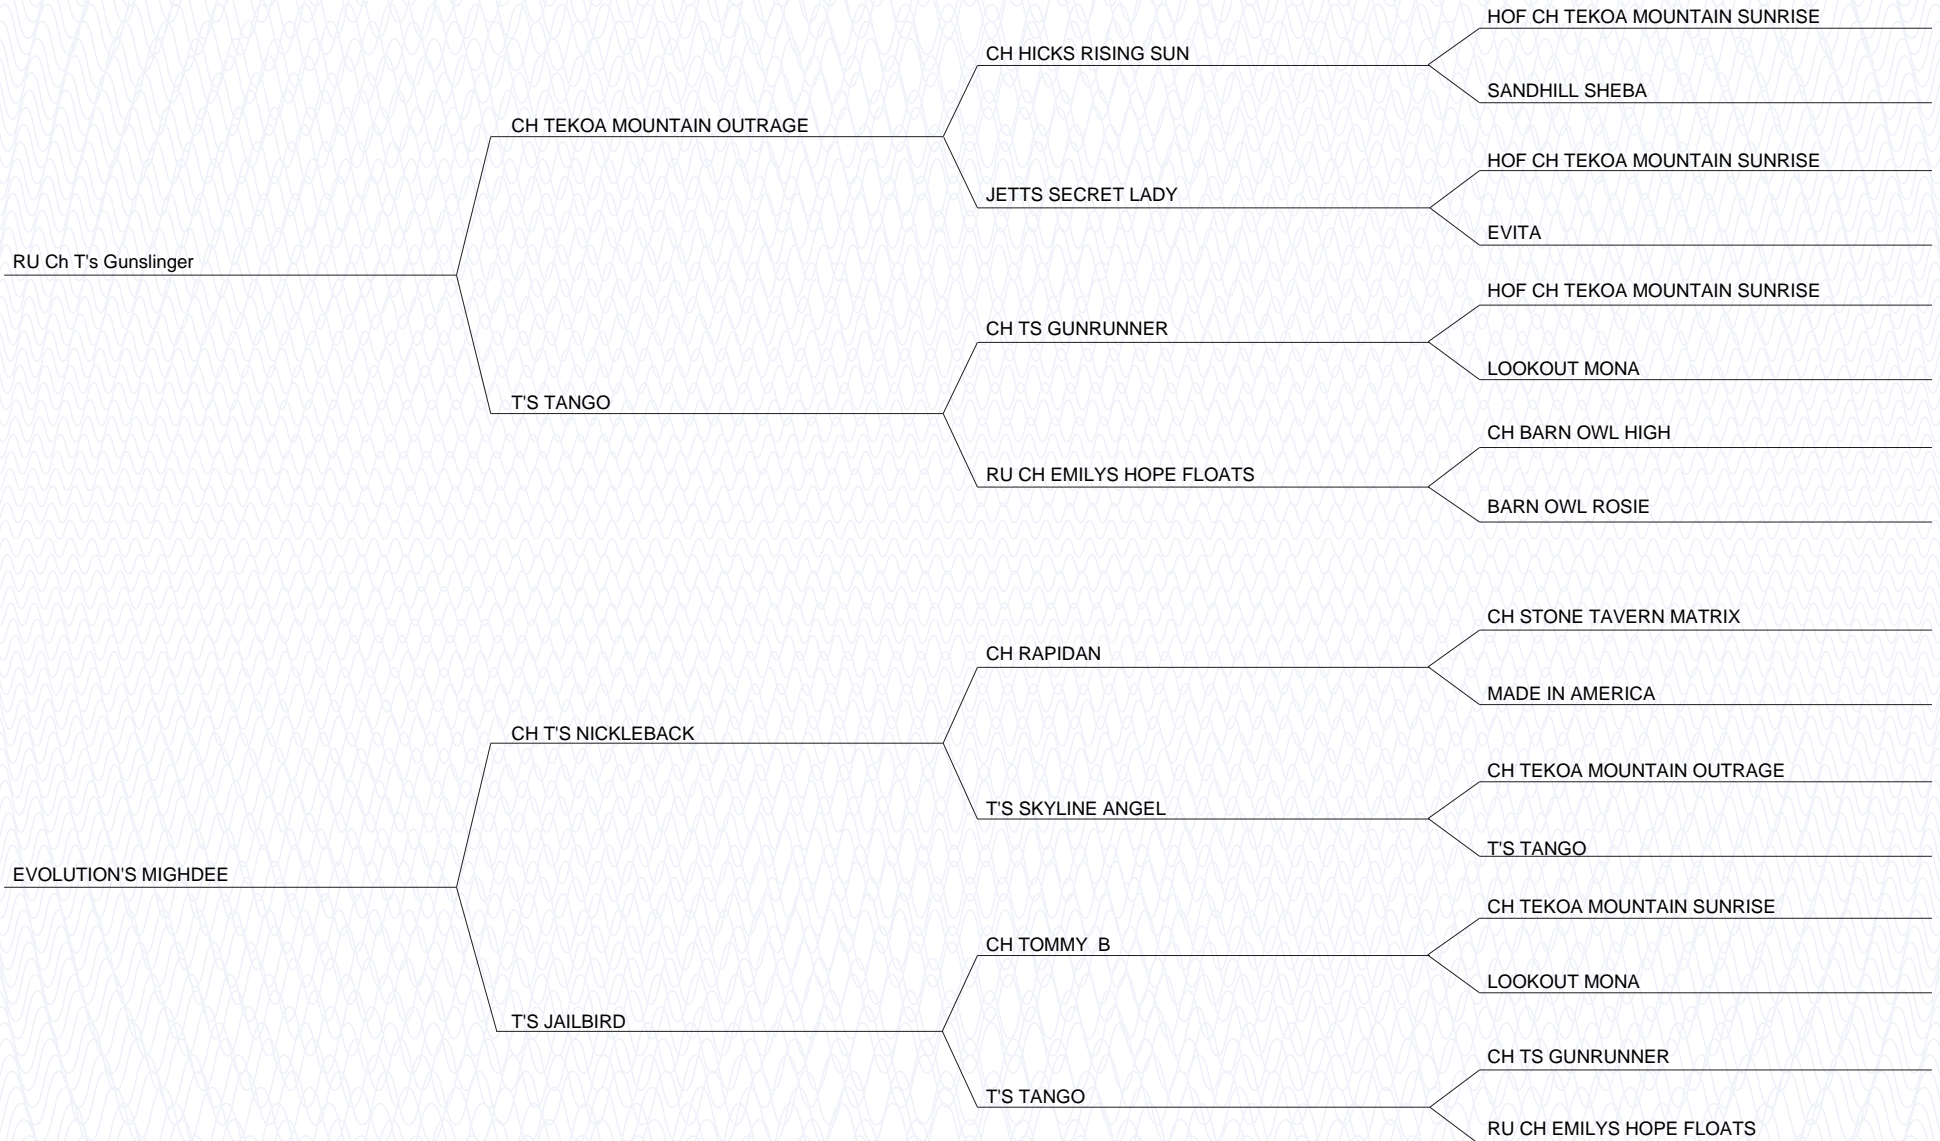 HOF CH TEKOA MOUNTAIN SUNRISE
CH HICKS RISING SUN
SANDHILL SHEBA
CH TEKOA MOUNTAIN OUTRAGE
HOF CH TEKOA MOUNTAIN SUNRISE
JETTS SECRET LADY
EVITA
RU Ch T's Gunslinger
HOF CH TEKOA MOUNTAIN SUNRISE
CH TS GUNRUNNER
LOOKOUT MONA
T'S TANGO
CH BARN OWL HIGH
RU CH EMILYS HOPE FLOATS
BARN OWL ROSIE
CH STONE TAVERN MATRIX
CH RAPIDAN
MADE IN AMERICA
CH T'S NICKLEBACK
CH TEKOA MOUNTAIN OUTRAGE
T'S SKYLINE ANGEL
T'S TANGO
EVOLUTION'S MIGHDEE
CH TEKOA MOUNTAIN SUNRISE
CH TOMMY  B
LOOKOUT MONA
T'S JAILBIRD
CH TS GUNRUNNER
T'S TANGO
RU CH EMILYS HOPE FLOATS